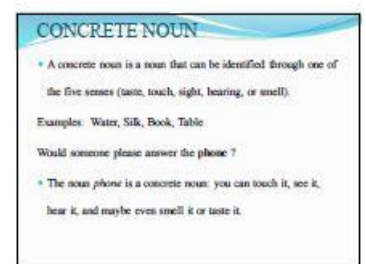 CONCRETE NOUN
• A concrete noun is a noun that can be identified through one of
the five senses (taste, touch, sight, hearing, or smell).
Examples: Water, Silk, Book, Table
Would someone please answer the phone ?
• The noun phone is a concrete noun: you can touch it, see it,
hear it, and maybe even smell it or taste it.